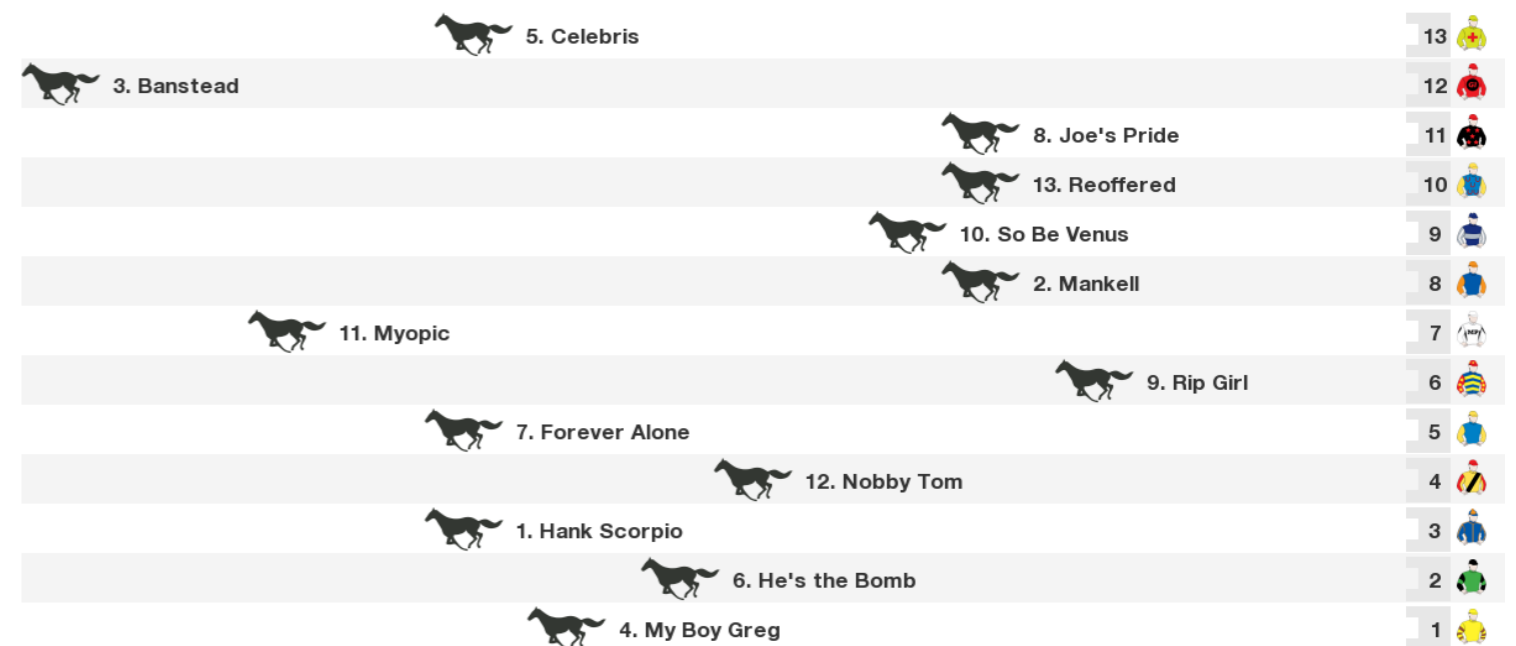 5. Celebris 13
3. Banstead 12
8. Joe's Pride 11
13. Reoffered 10
10. So Be Venus 9
2. Mankell 8
11. Myopic 7
9. Rip Girl 6
7. Forever Alone 5
12. Nobby Tom 4
1. Hank Scorpio 3
6. He's the Bomb 2
4. My Boy Greg 1